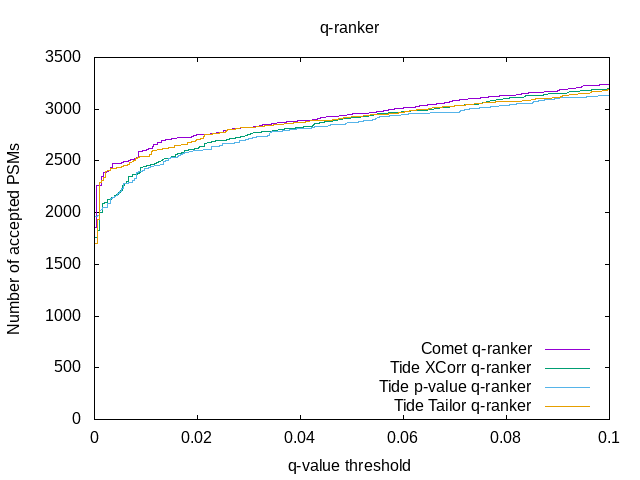 q-ranker
3500
3000
2500
2000
1500
1000
500
0
Number of accepted PSMs
Comet q-ranker
Tide XCorr q-ranker
Tide p-value q-ranker
Tide Tailor q-ranker
0 0.02 0.04 0.06 0.08 0.1
q-value threshold